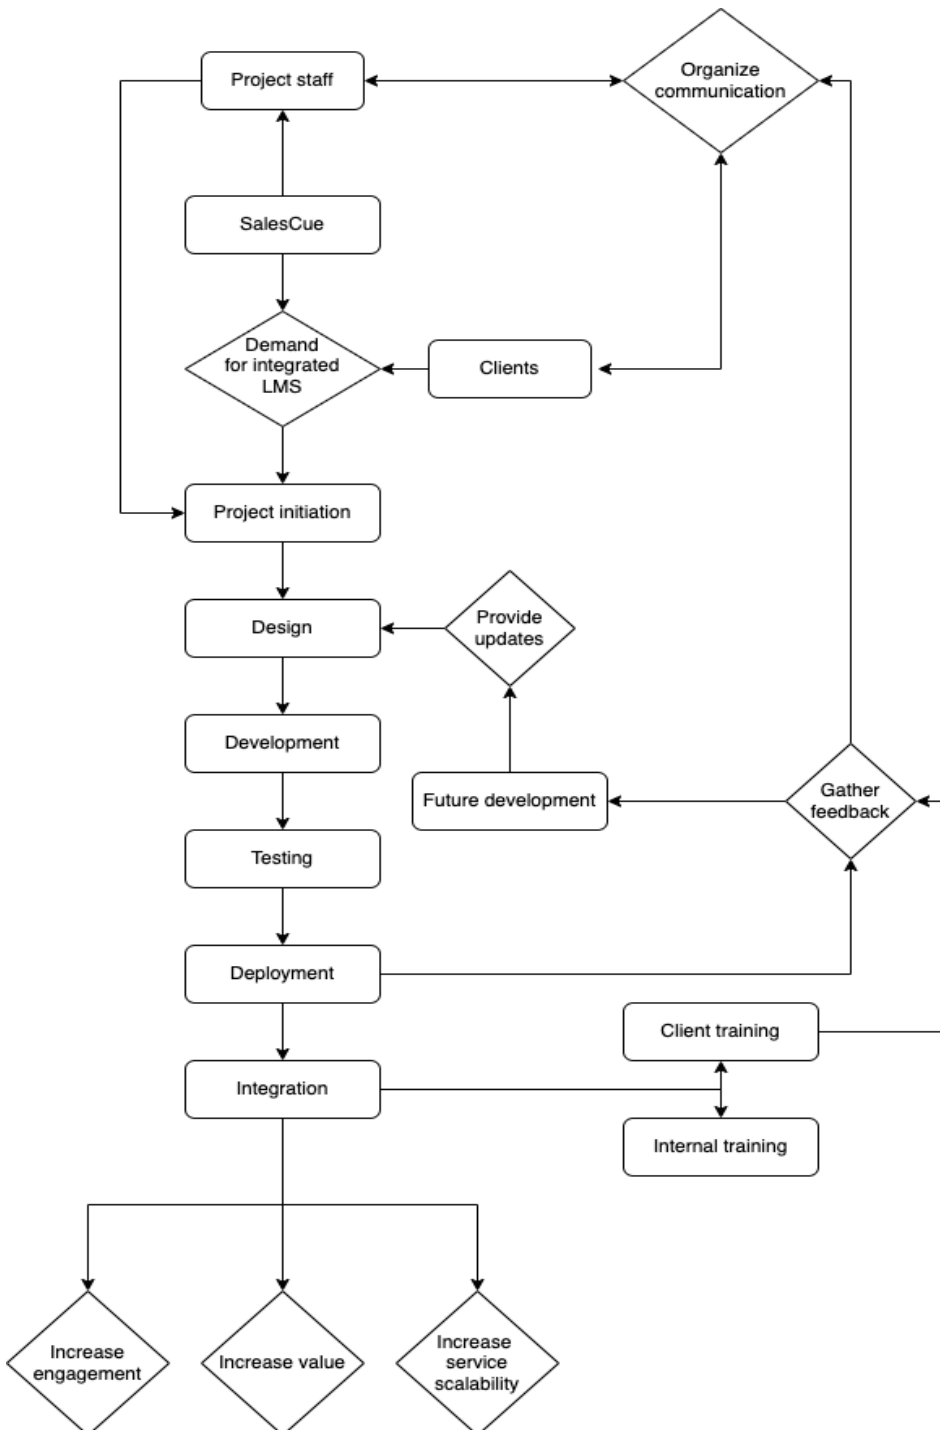 Project staff
Organize
communication
SalesCue
Demand
for integrated
LMS
Clients
Project initiation
Design
Provide
updates
Development
Future development
Gather
feedback
Testing
Deployment
Client training
Integration
Internal training
Increase
engagement
Increase value
Increase
service
scalability